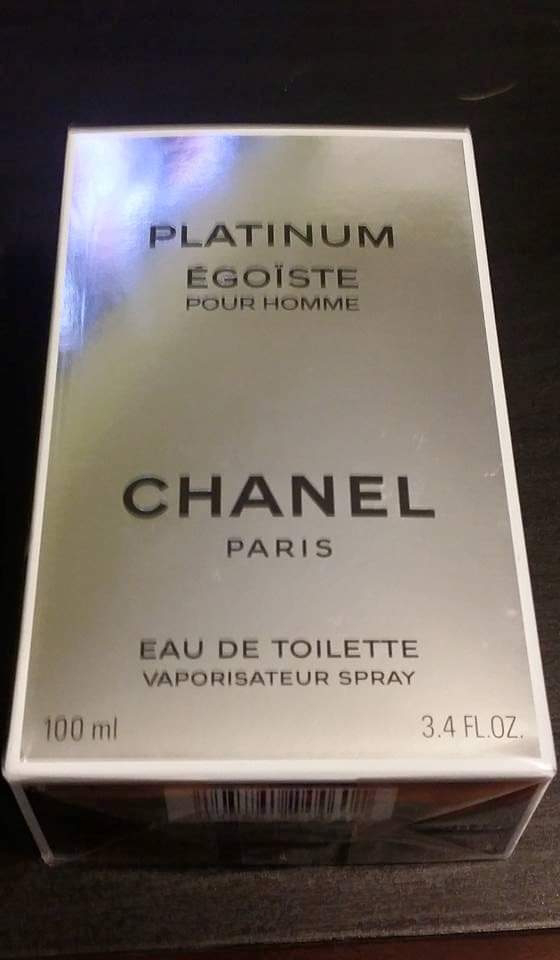 PLATINUM
ÉGOÏSTE
POUR HOMME
CHANEL
PARIS
EAU DE TOILETTE
VAPORISATEUR SPRAY
100 ml 3.4 FL.OZ.